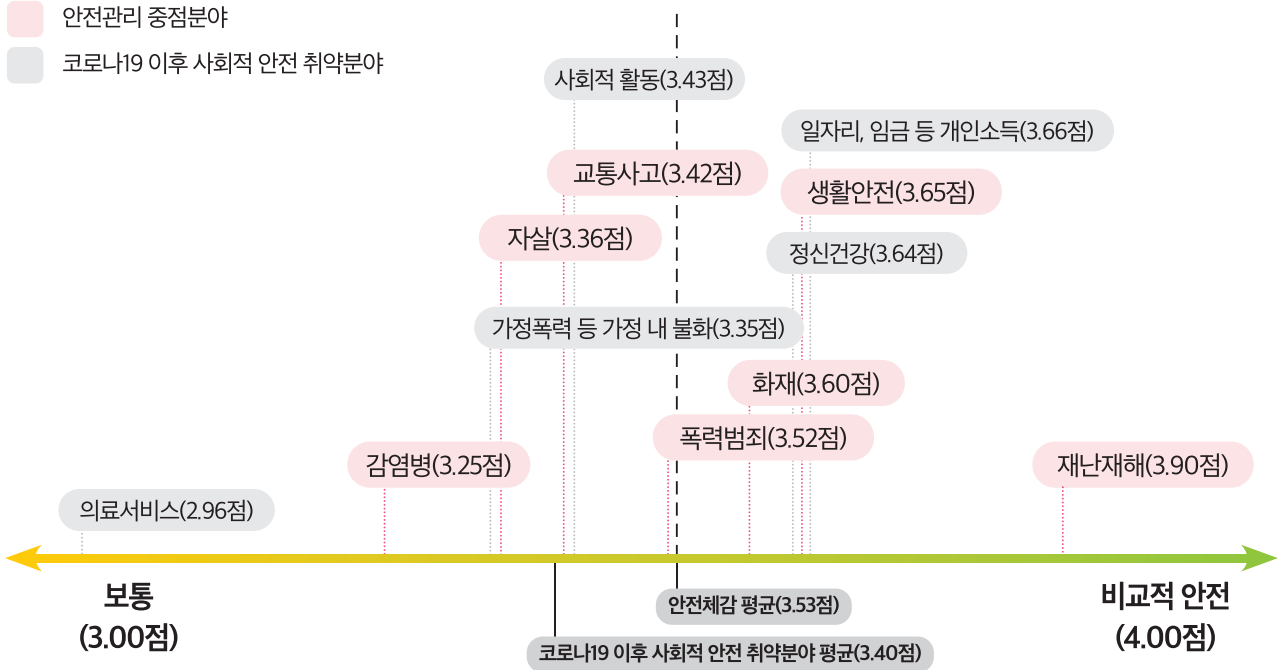 안전관리 중점분야
코로나19 이후 사회적 안전 취약분야
사회적 활동(3.43점)
일자리, 임금 등 개인소득(3.66점)
교통사고(3.42점)
생활안전(3.65점)
자살(3.36점)
정신건강(3.64점)
가정폭력 등 가정 내 불화(3.35점)
화재(3.60점)
폭력범죄(3.52점)
감염병(3.25점)
재난재해(3.90점)
의료서비스(2.96점)
보통
(3.00점)
비교적 안전
(4.00점)
안전체감 평균(3.53점)
코로나19 이후 사회적 안전 취약분야 평균(3.40점)